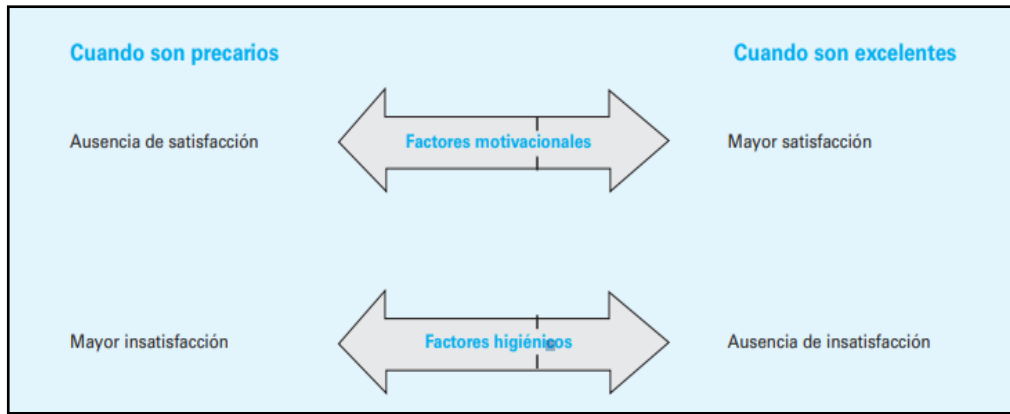 Cuando son precarios
Cuando son excelentes
Ausencia de satisfacción
Factores motivacionales
Mayor satisfacción
Mayor insatisfacción
Factores higiénicos
Ausencia de insatisfacción